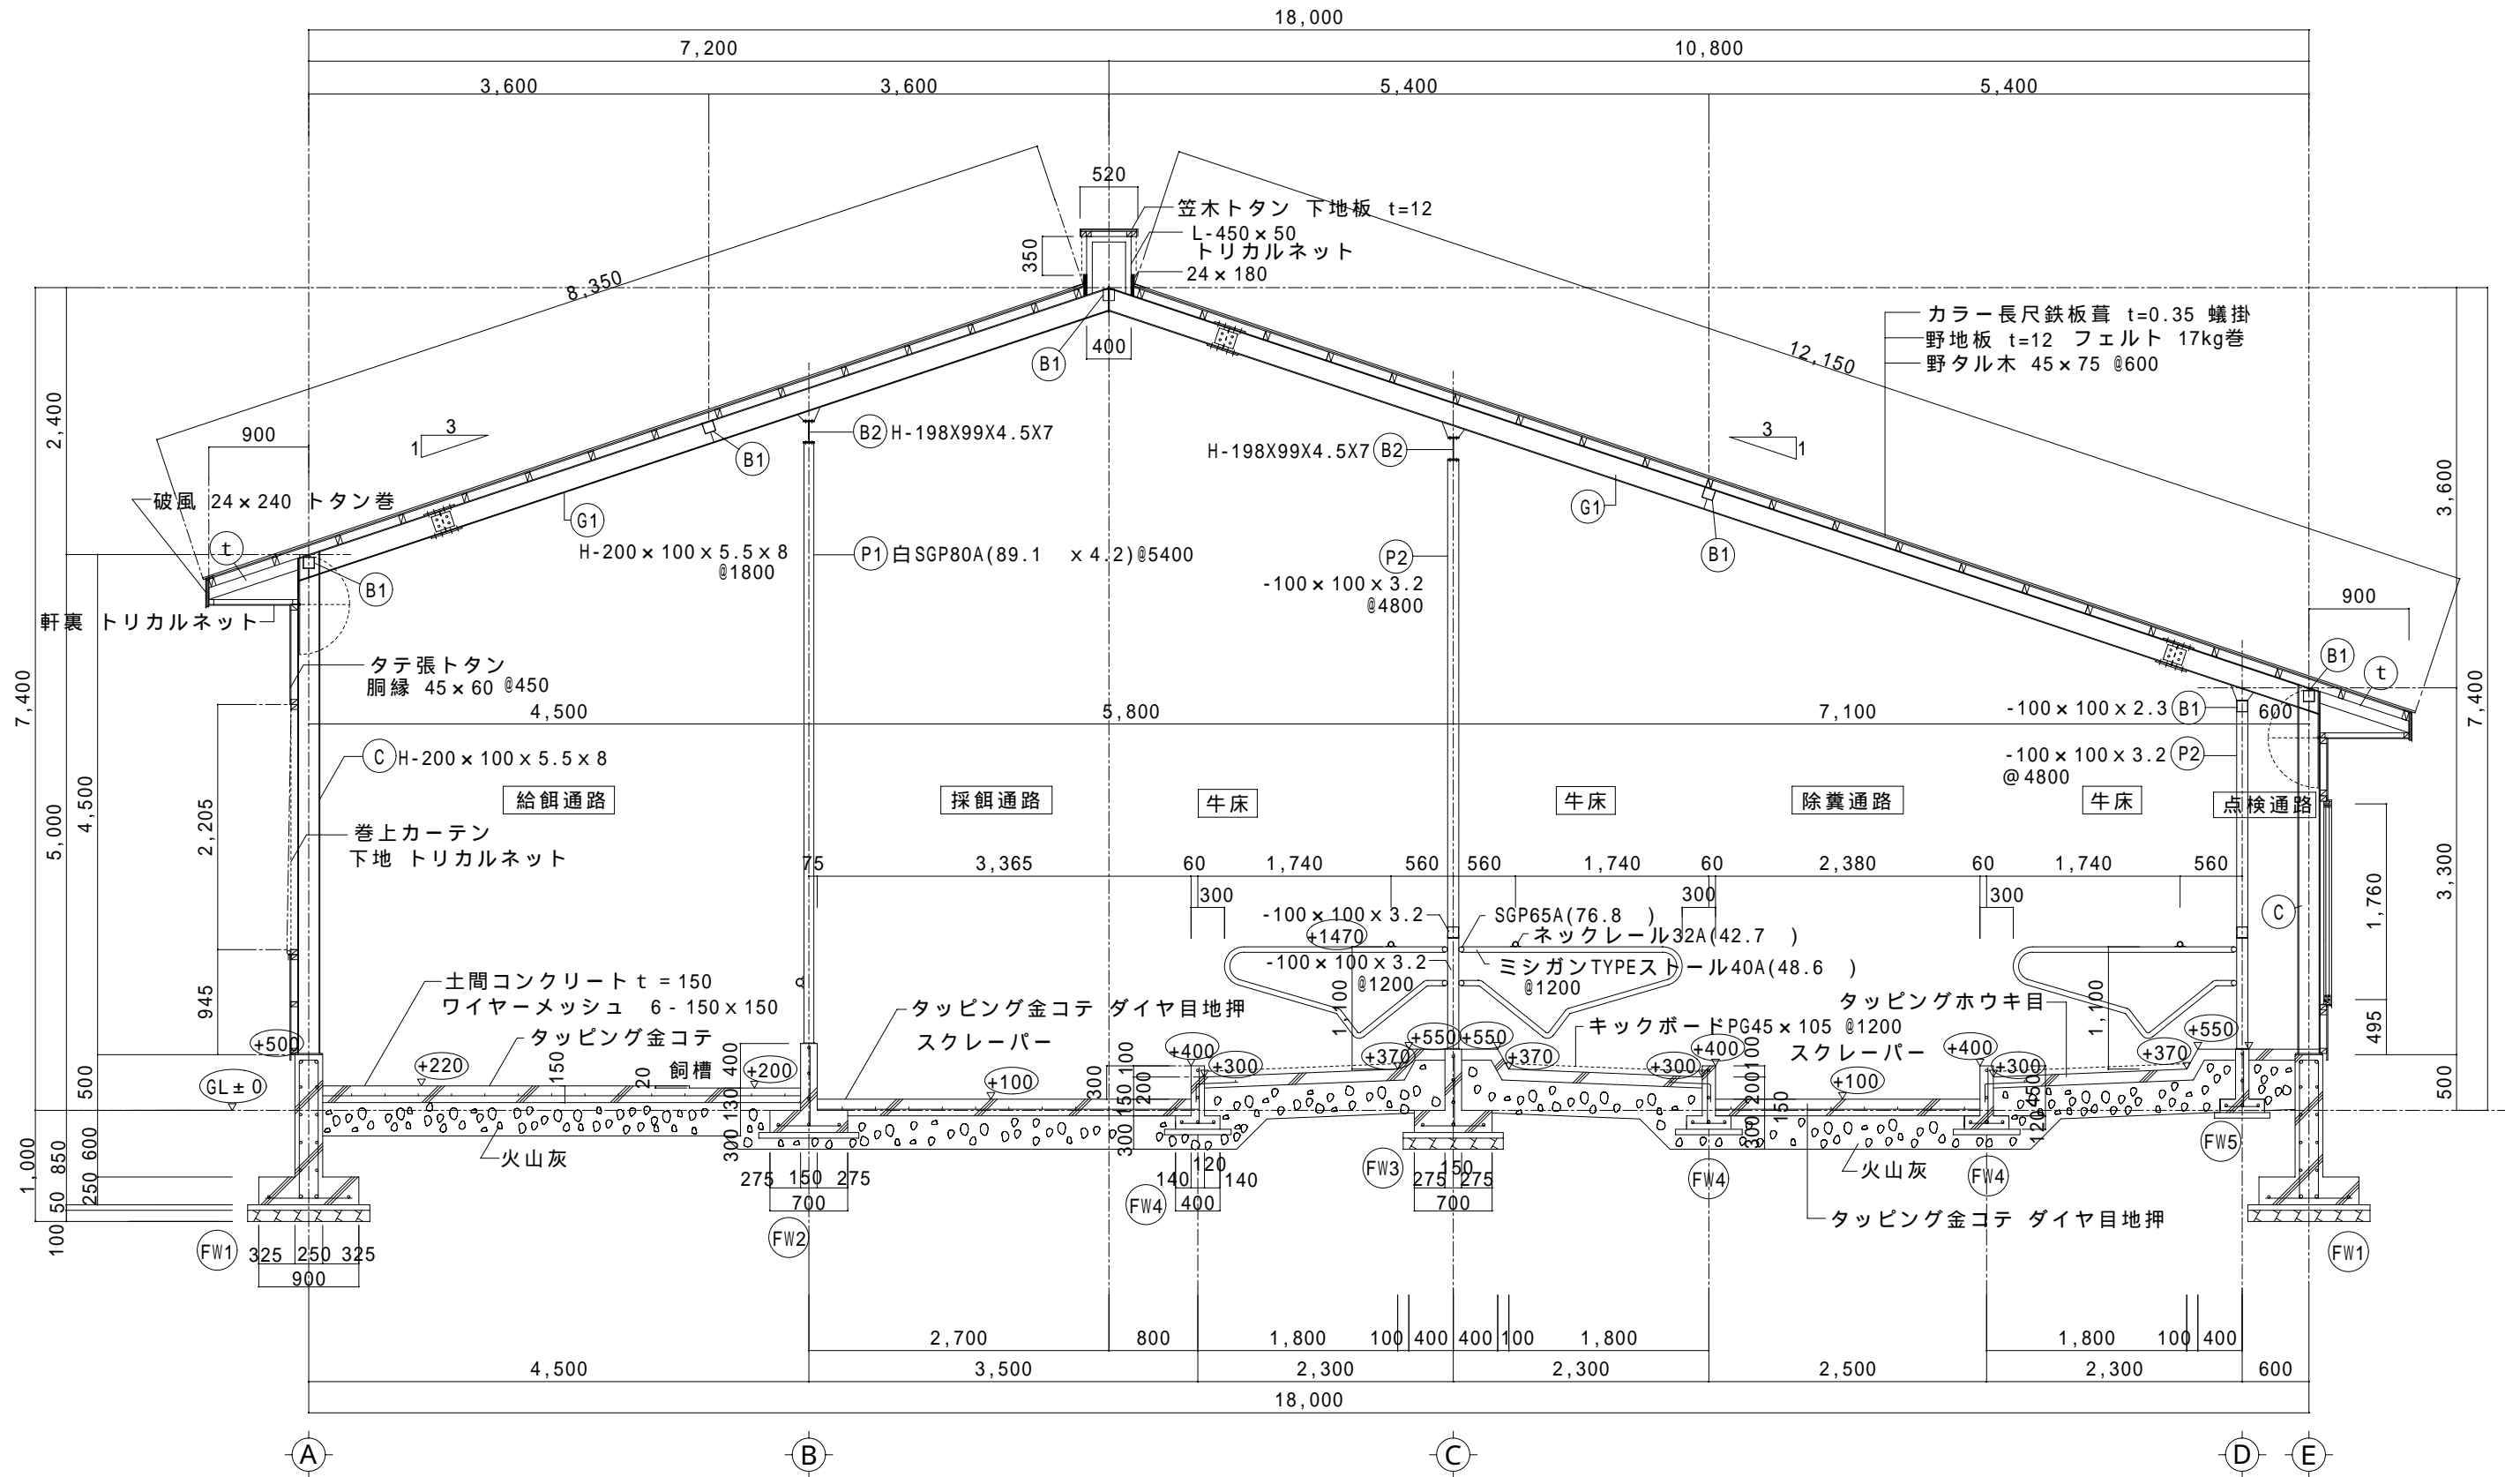 18,000
7,200
10,800
3,600
3,600
5,400
5,400
520
笠木トタン 下地板 t=12
L-450×50
トリカルネット
24×180
350
8,350
12,150
カラー長尺鉄板葺 t=0.35 蟻掛
野地板 t=12 フェルト 17kg巻
野タル木 45×75 @600
400
B1
2,400
900
3
1
B1
B2 H-198X99X4.5X7
H-198X99X4.5X7 B2
3
1
3,600
破風 24×240 トタン巻
t
G1
H-200×100×5.5×8
@1800
P1 白SGP80A(89.1 x4.2)@5400
P2
-100×100×3.2
@4800
G1
B1
900
B1
軒裏 トリカルネット
B1
t
タテ張トタン
胴縁 45×60 @450
7,400
7,400
4,500
5,800
7,100
-100×100×2.3 B1
600
C H-200×100×5.5×8
-100×100×3.2 P2
@4800
給餌通路
採餌通路
牛床
牛床
除糞通路
牛床
点検通路
5,000
4,500
2,205
巻上カーテン
下地 トリカルネット
75
3,365
60
1,740
560
560
1,740
60
2,380
60
1,740
560
3,300
1,760
300
300
300
-100×100×3.2
+1470
SGP65A(76.8 )
ネックレール32A(42.7 )
C
-100×100×3.2
@1200
ミシガンTYPEストール40A(48.6 )
@1200
945
土間コンクリートt=150
ワイヤーメッシュ 6-150x150
タッピング金コテ ダイヤ目地押
スクレーパー
1,100
タッピングホウキ目
1,100
495
タッピング金コテ
キックボードPG45×105 @1200
スクレーパー
+500
+550
+550
+550
+220
150
20
飼槽
+200
400
130
300
+100
300
100
150
200
300
+400
+300
+370
+370
+300
+400
100
200
300
150
+100
+400
+300
450
120
+370
500
500
GL±0
1,000
850
600
250
50
100
火山灰
火山灰
275
150
275
700
120
140
140
400
150
275
275
700
タッピング金コテ ダイヤ目地押
FW1
325
250
325
900
FW2
FW4
FW3
FW4
FW4
FW5
FW1
2,700
800
1,800
100
400
400
100
1,800
1,800
100
400
4,500
3,500
2,300
2,300
2,500
2,300
600
18,000
A
B
C
D
E